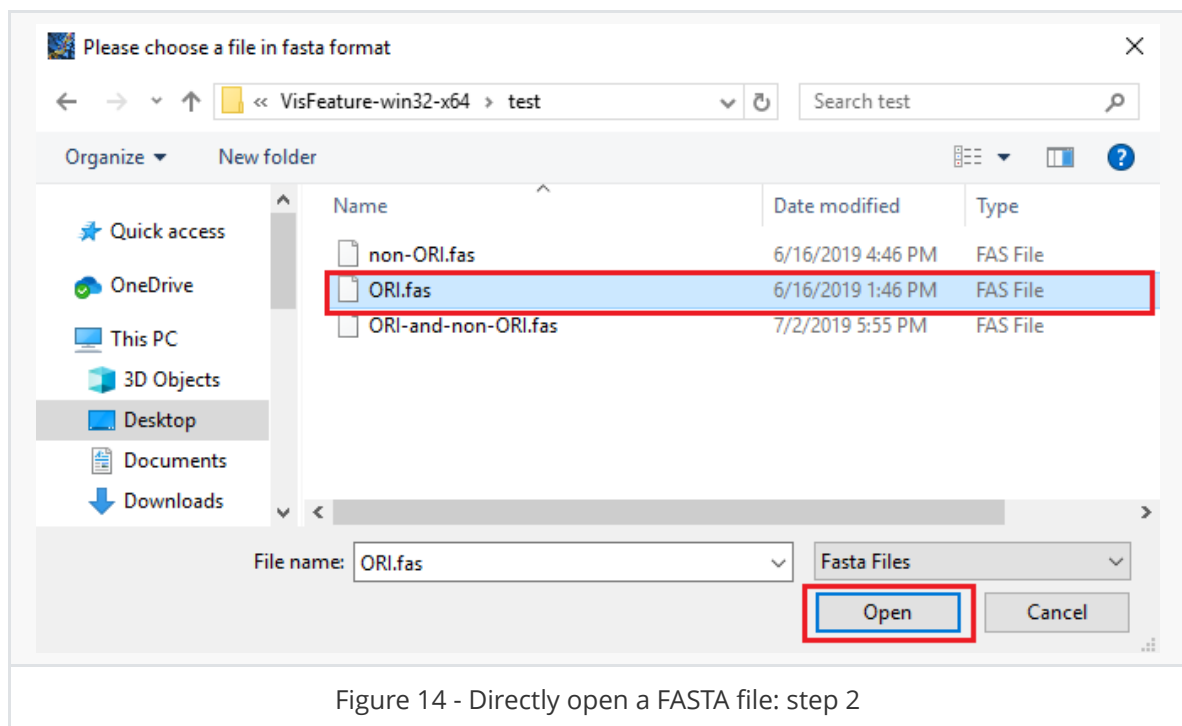 Please choose a file in fasta format
« VisFeature-win32-x64 > test
Search test
Organize
New folder
?
Name Date modified Type
Quick access
OneDrive
This PC
3D Objects
Desktop
Documents
Downloads
non-ORI.fas 6/16/2019 4:46 PM FAS File
ORI.fas 6/16/2019 1:46 PM FAS File
ORI-and-non-ORI.fas 7/2/2019 5:55 PM FAS File
File name: ORI.fas Fasta Files
Open Cancel
Figure 14 - Directly open a FASTA file: step 2